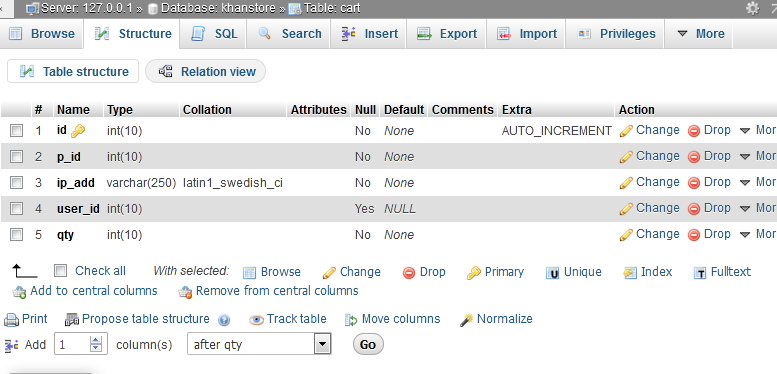 Server: 127.0.0.1 » Database: khanstore » Table: cart
Browse Structure SQL Search Insert Export Import Privileges More
Table structure Relation view
# Name Type Collation Attributes Null Default Comments Extra Action
1 id int(10) No None AUTO_INCREMENT Change Drop Mor
2 p_id int(10) No None Change Drop Mor
3 ip_add varchar(250) latin1_swedish_ci No None Change Drop Mor
4 user_id int(10) Yes NULL Change Drop Mor
5 qty int(10) No None Change Drop Mor
Check all With selected: Browse Change Drop Primary Unique Index Fulltext
Add to central columns Remove from central columns
Print Propose table structure Track table Move columns Normalize
Add 1 column(s) after qty Go